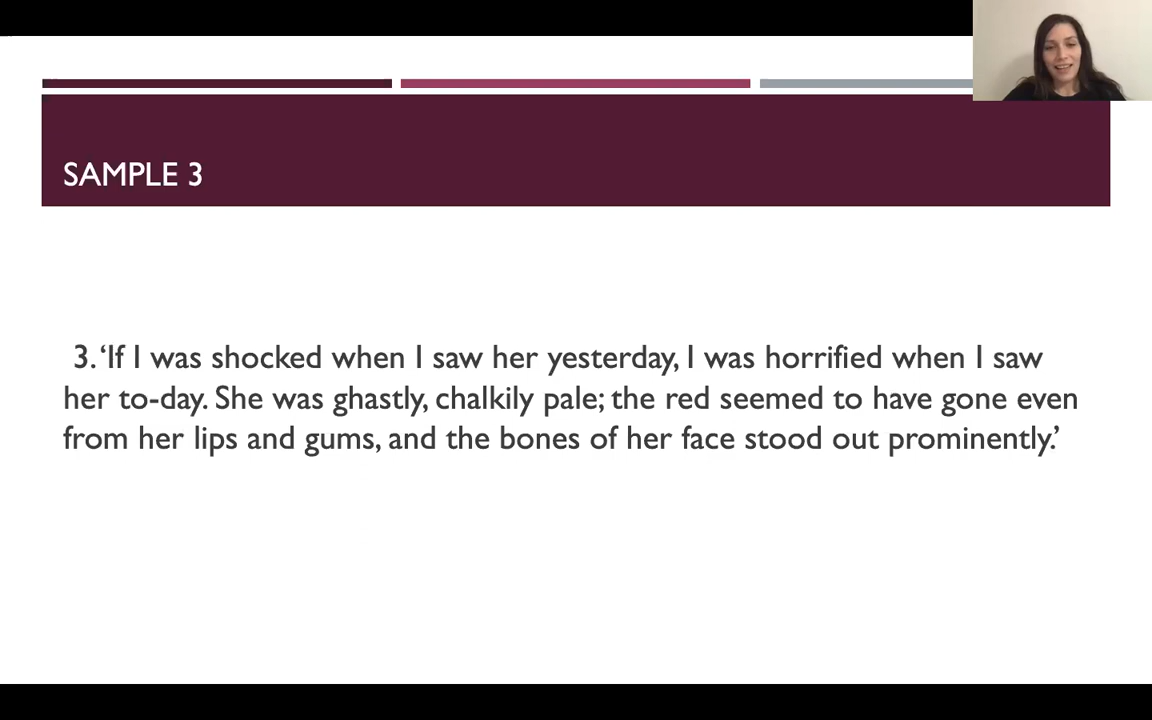 SAMPLE 3
3. ‘If I was shocked when I saw her yesterday, I was horrified when I saw
her to-day. She was ghastly, chalkily pale; the red seemed to have gone even
from her lips and gums, and the bones of her face stood out prominently.’